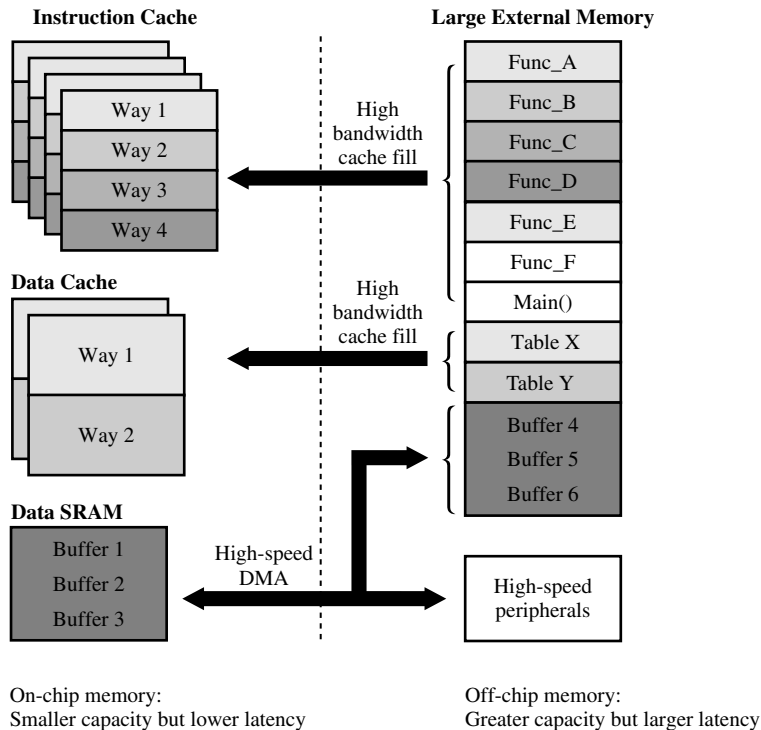 Instruction Cache
Way 1
Way 2
Way 3
Way 4
Data Cache
Way 1
Way 2
Data SRAM
Buffer 1
Buffer 2
Buffer 3
High
bandwidth
cache fill
High
bandwidth
cache fill
High-speed
DMA
Large External Memory
Func_A
Func_B
Func_C
Func_D
Func_E
Func_F
Main()
Table X
Table Y
Buffer 4
Buffer 5
Buffer 6
High-speed
peripherals
On-chip memory:
Smaller capacity but lower latency
Off-chip memory:
Greater capacity but larger latency